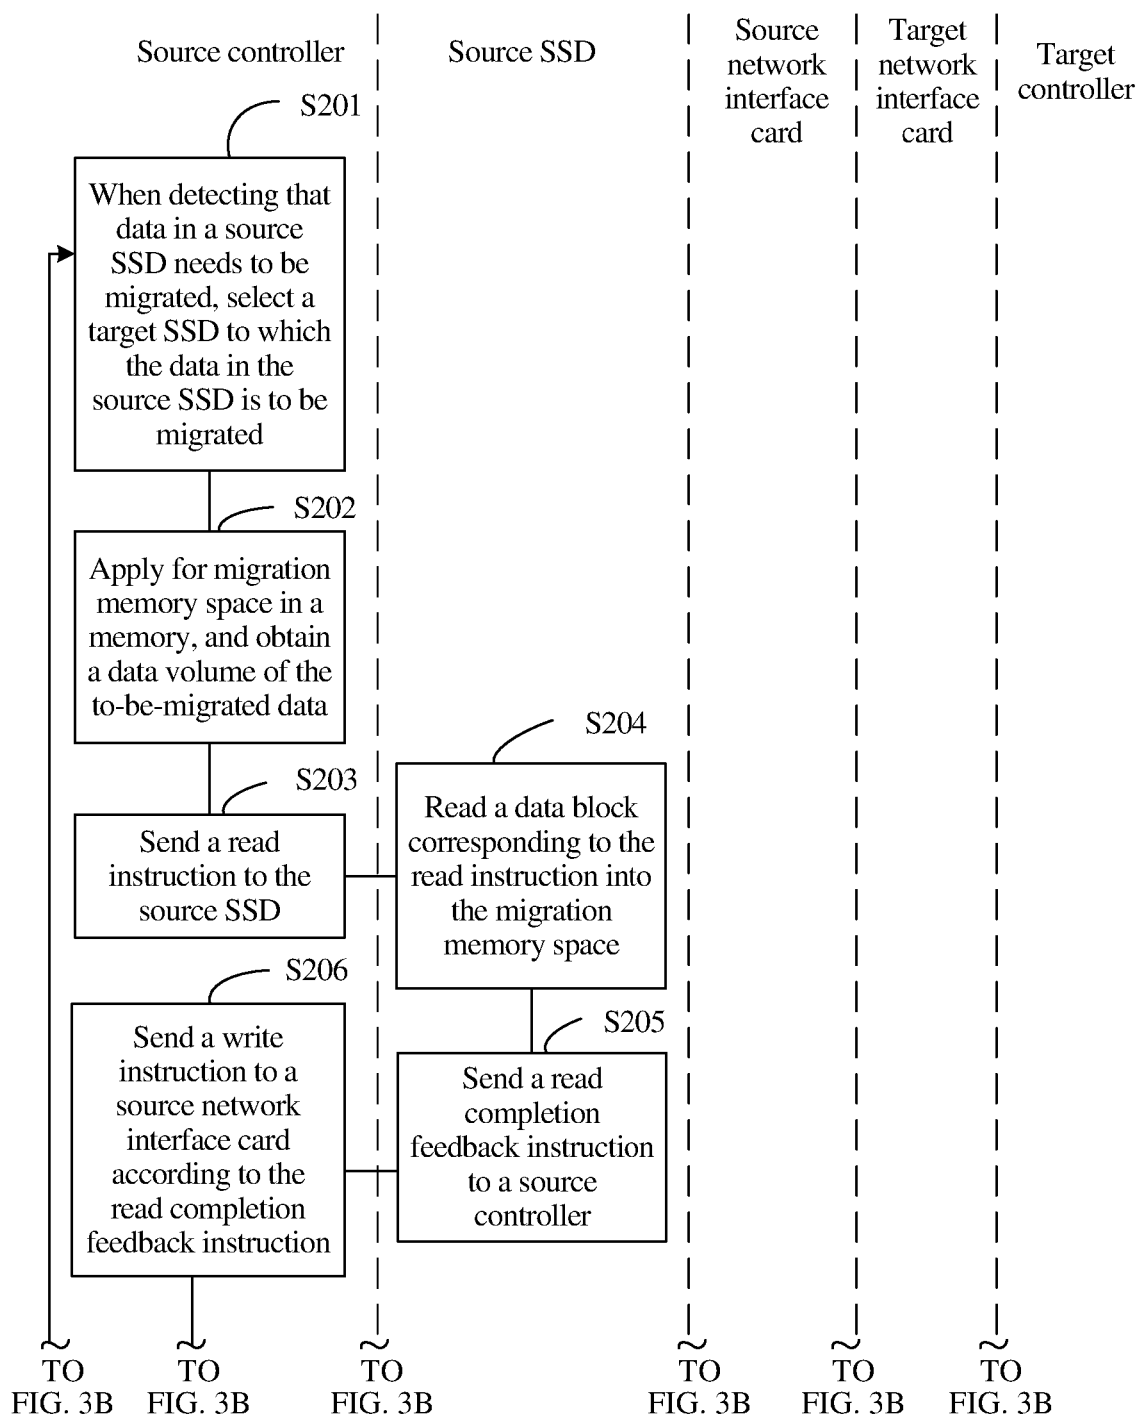 Source controller
Source SSD
Source
network
interface
card
Target
network
interface
card
Target
controller
S201
When detecting that
data in a source
SSD needs to be
migrated, select a
target SSD to which
the data in the
source SSD is to be
migrated
S202
Apply for migration
memory space in a
memory, and obtain
a data volume of the
to-be-migrated data
S203
Send a read
instruction to the
source SSD
S204
Read a data block
corresponding to the
read instruction into
the migration
memory space
S205
Send a read
completion
feedback instruction
to a source
controller
S206
Send a write
instruction to a
source network
interface card
according to the
read completion
feedback instruction
TO
FIG. 3B
TO
FIG. 3B
TO
FIG. 3B
TO
FIG. 3B
TO
FIG. 3B
TO
FIG. 3B